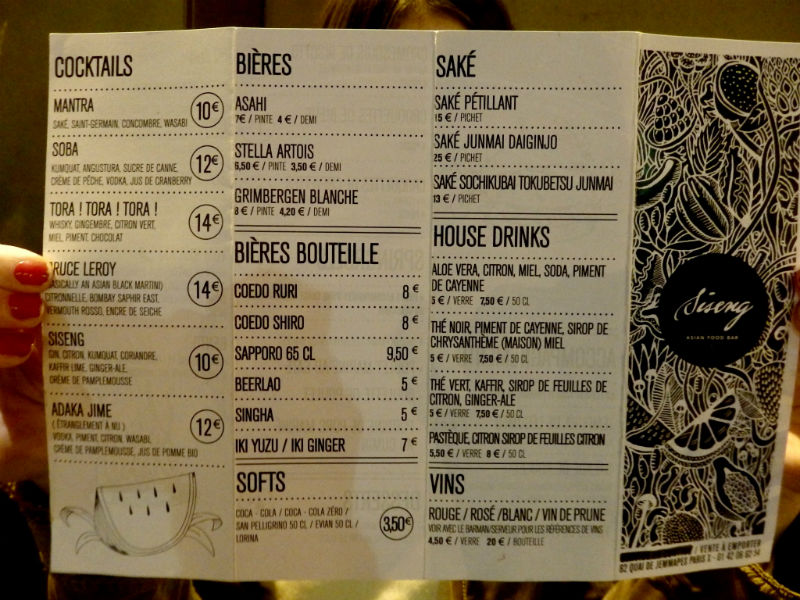 COCKTAILS
MANTRA
10€
SAKÉ, SAINT-GERMAIN, CONCOMBRE, WASABI
SOBA
12€
KUMQUAT, ANGUSTURA, SUCRE DE CANNE,
CRÈME DE PÊCHE, VODKA, JUS DE CRANBERRY
TORA ! TORA ! TORA !
14€
WHISKY, GINGEMBRE, CITRON VERT,
MIEL, PIMENT, CHOCOLAT
BRUCE LEROY
14€
(BASICALLY AN ASIAN BLACK MARTINI)
CITRONNELLE, BOMBAY SAPHIR EAST,
VERMOUTH ROSSO, ENCRE DE SEICHE
SISENG
10€
GIN, CITRON, KUMQUAT, CORIANDRE,
KAFFIR LIME, GINGER-ALE,
CRÈME DE PAMPLEMOUSSE
ADAKA JIME
12€
( ÉTRANGLEMENT À NU )
VODKA, PIMENT, CITRON, WASABI,
CRÈME DE PAMPLEMOUSSE, JUS DE POMME BIO
BIÈRES
ASAHI
7€ / PINTE 4 € / DEMI
STELLA ARTOIS
6,50 € / PINTE 3,50 € / DEMI
GRIMBERGEN BLANCHE
8 € / PINTE 4,20 € / DEMI
BIÈRES BOUTEILLE
COEDO RURI 8 €
COEDO SHIRO 8 €
SAPPORO 65 CL 9,50 €
BEERLAO 5 €
SINGHA 5 €
IKI YUZU / IKI GINGER 7 €
SOFTS
COCA - COLA / COCA - COLA ZÉRO /
SAN PELLIGRINO 50 CL / EVIAN 50 CL /
LORINA
3,50€
SAKÉ
SAKÉ PÉTILLANT
15 € / PICHET
SAKÉ JUNMAI DAIGINJO
25 € / PICHET
SAKÉ SOCHIKUBAI TOKUBETSU JUNMAI
13 € / PICHET
HOUSE DRINKS
ALOE VERA, CITRON, MIEL, SODA, PIMENT
DE CAYENNE
5 € / VERRE 7,50 € / 50 CL
THÉ NOIR, PIMENT DE CAYENNE, SIROP DE
CHRYSANTHÈME (MAISON) MIEL
5 € / VERRE 7,50 € / 50 CL
THÉ VERT, KAFFIR, SIROP DE FEUILLES DE
CITRON, GINGER-ALE
5 € / VERRE 7,50 € / 50 CL
PASTÈQUE, CITRON SIROP DE FEUILLES CITRON
5,50 € / VERRE 8 € / 50 CL
VINS
ROUGE / ROSÉ /BLANC / VIN DE PRUNE
VOIR AVEC LE BARMAN/SERVEUR POUR LES RÉFÉRENCES DE VINS
4,50 € / VERRE 20 € / BOUTEILLE
Siseng
ASIAN FOOD BAR
/ VENTE À EMPORTER
62 QUAI DE JEMMAPES PARIS X - 01 42